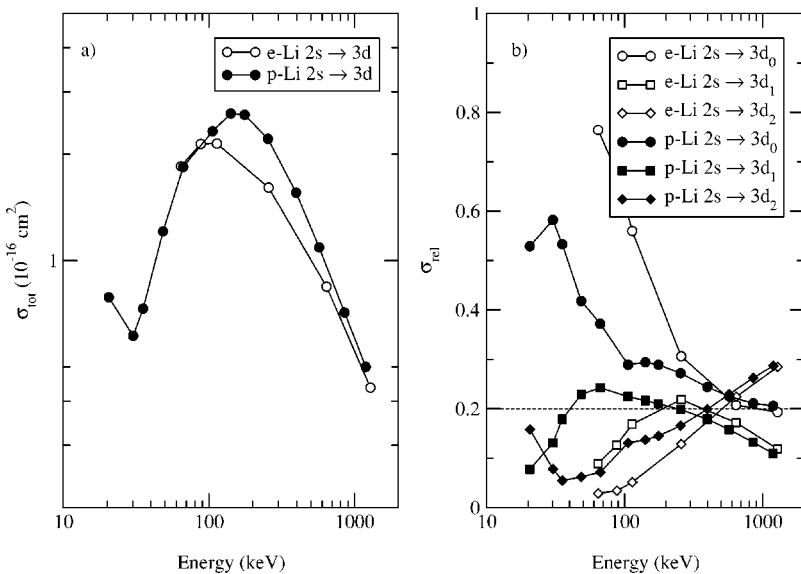 a)
e-Li 2s → 3d
p-Li 2s → 3d
σtot (10-16 cm2)
1
10
100
1000
Energy (keV)
b)
e-Li 2s → 3d0
e-Li 2s → 3d1
e-Li 2s → 3d2
p-Li 2s → 3d0
p-Li 2s → 3d1
p-Li 2s → 3d2
σrel
1
0.8
0.6
0.4
0.2
0
10
100
1000
Energy (keV)